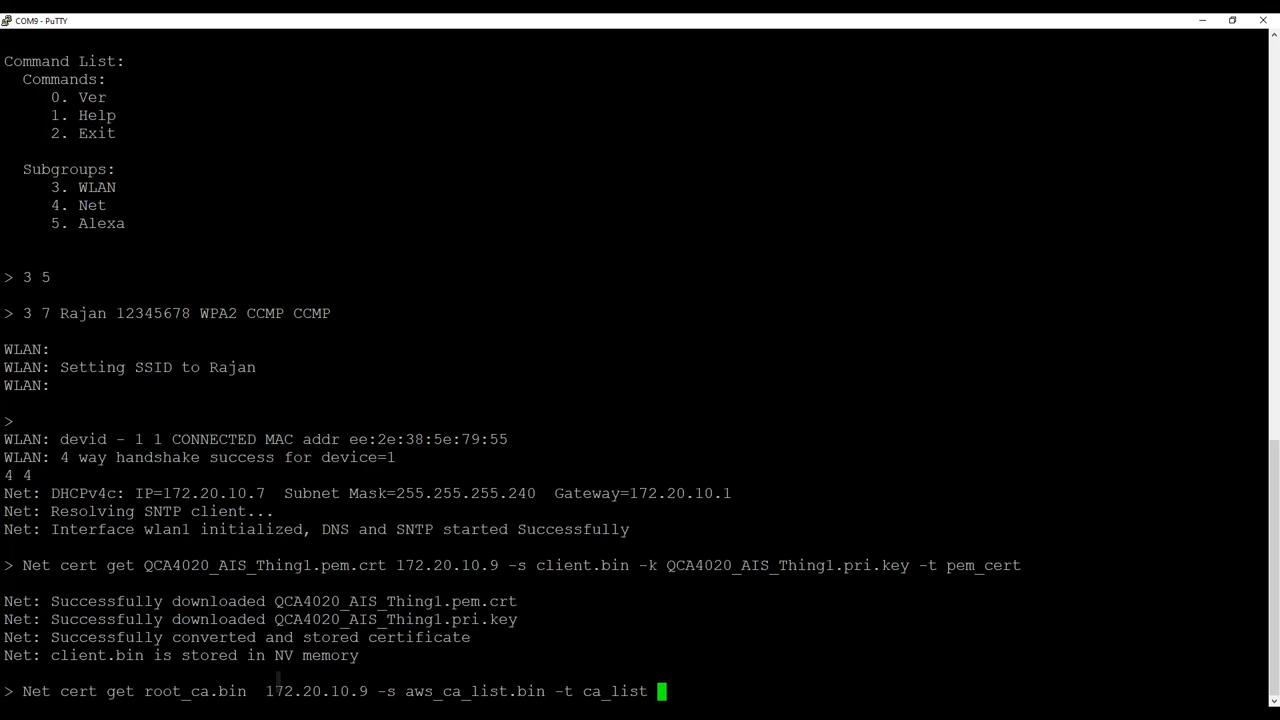 COM9 - PuTTY
Command List:
Commands:
0. Ver
1. Help
2. Exit
Subgroups:
3. WLAN
4. Net
5. Alexa
> 3 5
> 3 7 Rajan 12345678 WPA2 CCMP CCMP
WLAN:
WLAN: Setting SSID to Rajan
WLAN:
>
WLAN: devid - 1 1 CONNECTED MAC addr ee:2e:38:5e:79:55
WLAN: 4 way handshake success for device=1
4 4
Net: DHCPv4c: IP=172.20.10.7  Subnet Mask=255.255.255.240  Gateway=172.20.10.1
Net: Resolving SNTP client...
Net: Interface wlan1 initialized, DNS and SNTP started Successfully
> Net cert get QCA4020_AIS_Thing1.pem.crt 172.20.10.9 -s client.bin -k QCA4020_AIS_Thing1.pri.key -t pem_cert
Net: Successfully downloaded QCA4020_AIS_Thing1.pem.crt
Net: Successfully downloaded QCA4020_AIS_Thing1.pri.key
Net: Successfully converted and stored certificate
Net: client.bin is stored in NV memory
> Net cert get root_ca.bin  172.20.10.9 -s aws_ca_list.bin -t ca_list